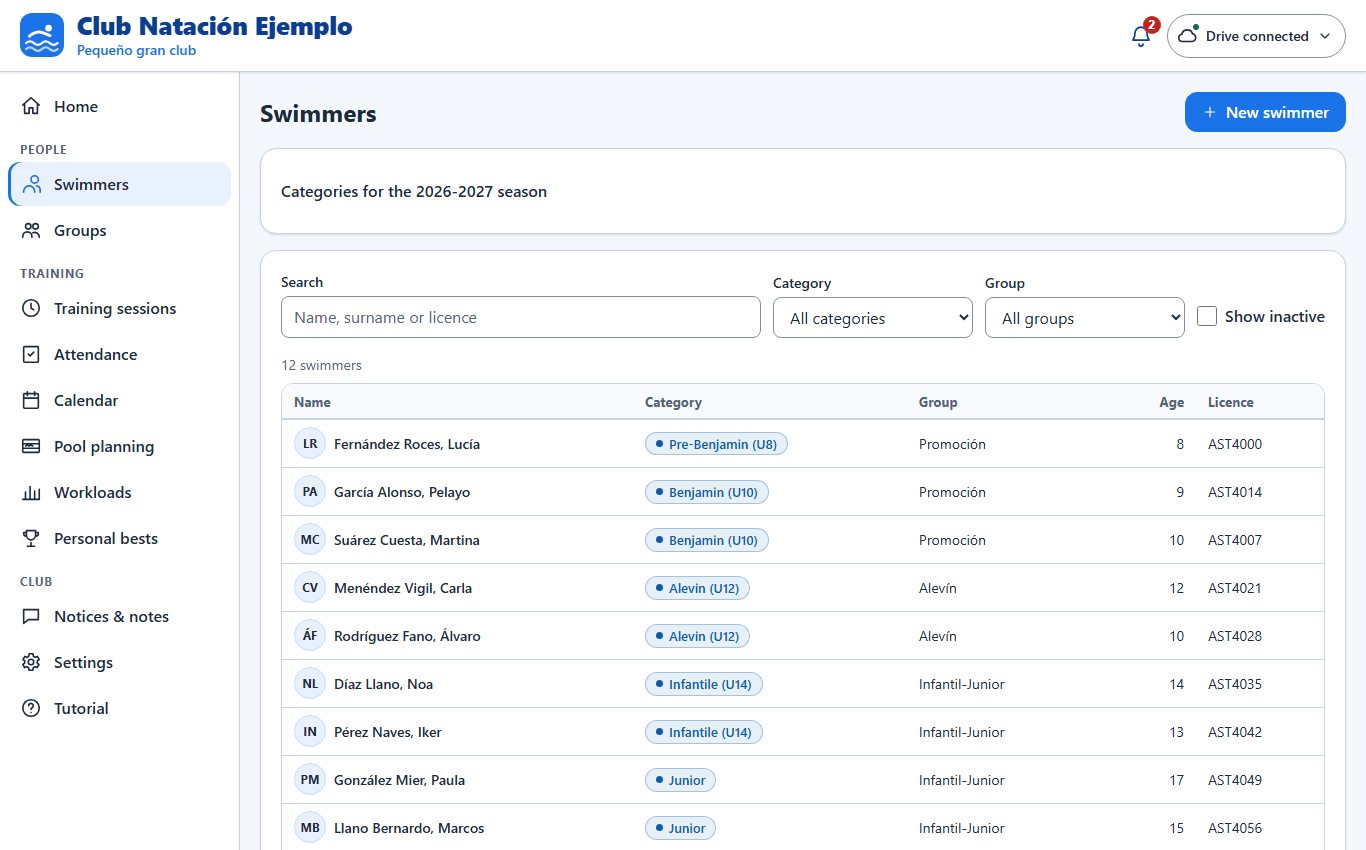 Club Natación Ejemplo
Pequeño gran club
2
Drive connected
Home
PEOPLE
Swimmers
Groups
TRAINING
Training sessions
Attendance
Calendar
Pool planning
Workloads
Personal bests
CLUB
Notices & notes
Settings
Tutorial
Swimmers
+ New swimmer
Categories for the 2026-2027 season
Search
Category
Group
Name, surname or licence
All categories
All groups
Show inactive
12 swimmers
Name Category Group Age Licence
LR Fernández Roces, Lucía Pre-Benjamin (U8) Promoción 8 AST4000
PA García Alonso, Pelayo Benjamin (U10) Promoción 9 AST4014
MC Suárez Cuesta, Martina Benjamin (U10) Promoción 10 AST4007
CV Menéndez Vigil, Carla Alevin (U12) Alevín 12 AST4021
ÁF Rodríguez Fano, Álvaro Alevin (U12) Alevín 10 AST4028
NL Díaz Llano, Noa Infantile (U14) Infantil-Junior 14 AST4035
IN Pérez Naves, Iker Infantile (U14) Infantil-Junior 13 AST4042
PM González Mier, Paula Junior Infantil-Junior 17 AST4049
MB Llano Bernardo, Marcos Junior Infantil-Junior 15 AST4056